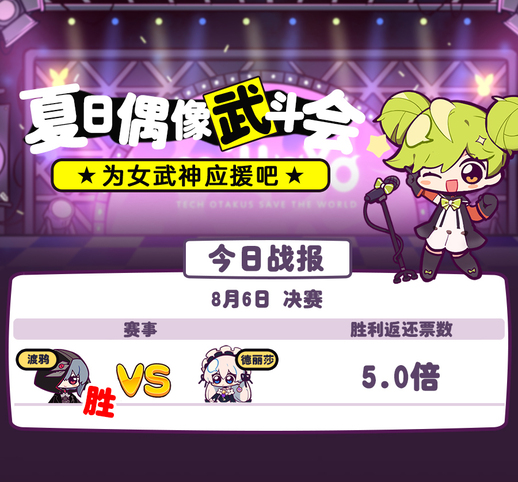 夏日偶像武斗会
★为女武神应援吧★
TECH OTAKUS SAVE THE WORLD
今日战报
8月6日 决赛
赛事 胜利返还票数
渡鸦 VS 德丽莎 5.0倍
胜